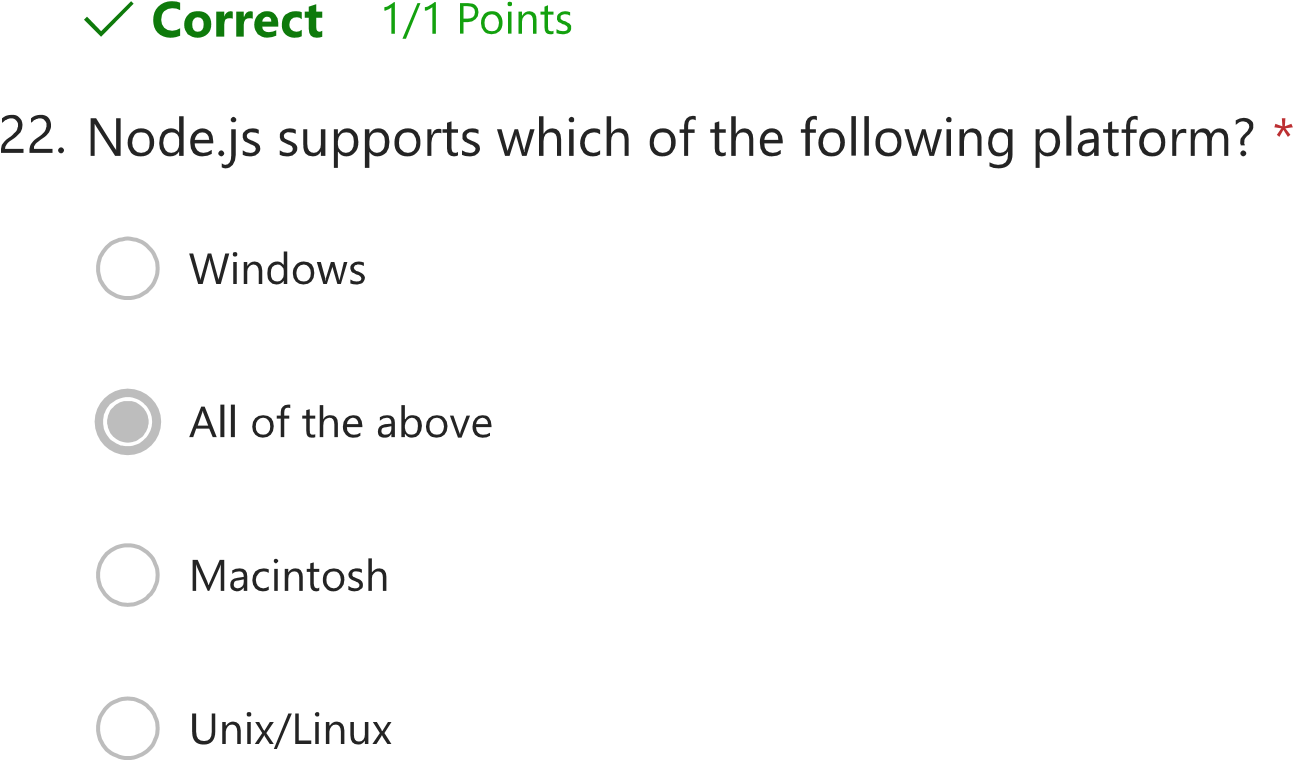 Correct 1/1 Points
22. Node.js supports which of the following platform? *
Windows
All of the above
Macintosh
Unix/Linux